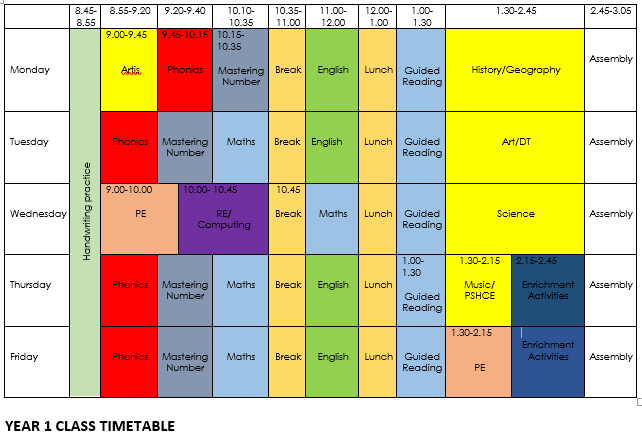 8.45- 8.55-9.20 9.20-9.40 10.10- 10.35- 11.00- 12.00- 1.00- 1.30-2.45 2.45-3.05
8.55 10.35 11.00 12.00 1.00 1.30
Handwriting practice
Monday
9.00-9.45
Artis
9.45-10.15
Phonics
10.15-
10.35
Mastering
Number
Break
English
Lunch
Guided
Reading
History/Geography
Assembly
Tuesday
Phonics
Mastering
Number
Maths
Break
English
Lunch
Guided
Reading
Art/DT
Assembly
Wednesday
9.00-10.00
PE
10.00- 10.45
RE/
Computing
10.45
Break
Maths
Lunch
Guided
Reading
Science
Assembly
Thursday
Phonics
Mastering
Number
Maths
Break
English
Lunch
1.00-
1.30
Guided
Reading
1.30-2.15
Music/
PSHCE
2.15-2.45
Enrichment
Activities
Assembly
Friday
Phonics
Mastering
Number
Maths
Break
English
Lunch
Guided
Reading
1.30-2.15
PE
Enrichment
Activities
Assembly
YEAR 1 CLASS TIMETABLE